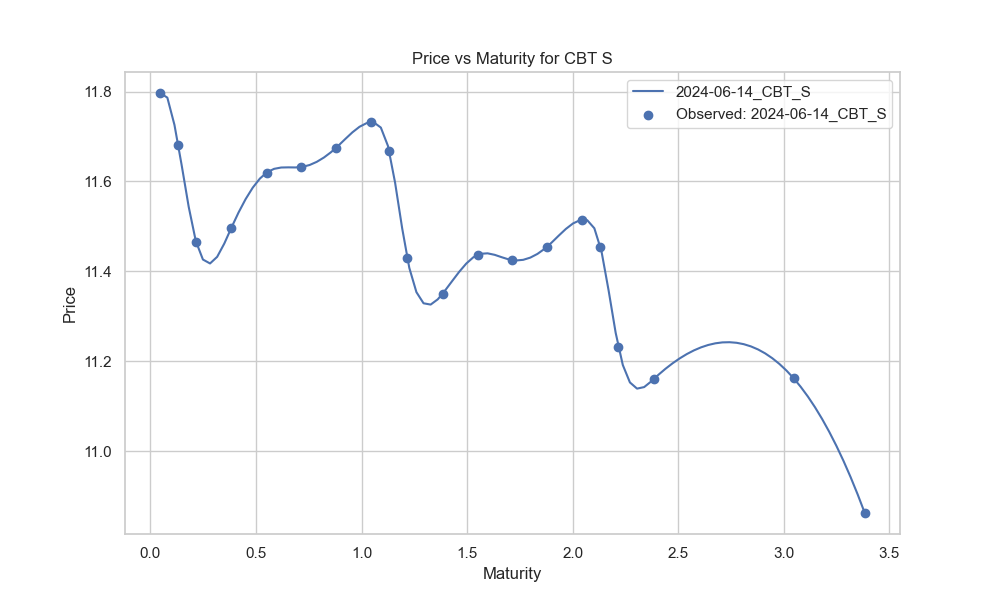 Price vs Maturity for CBT S
2024-06-14_CBT_S
Observed: 2024-06-14_CBT_S
Price
11.8
11.6
11.4
11.2
11.0
0.0 0.5 1.0 1.5 2.0 2.5 3.0 3.5
Maturity